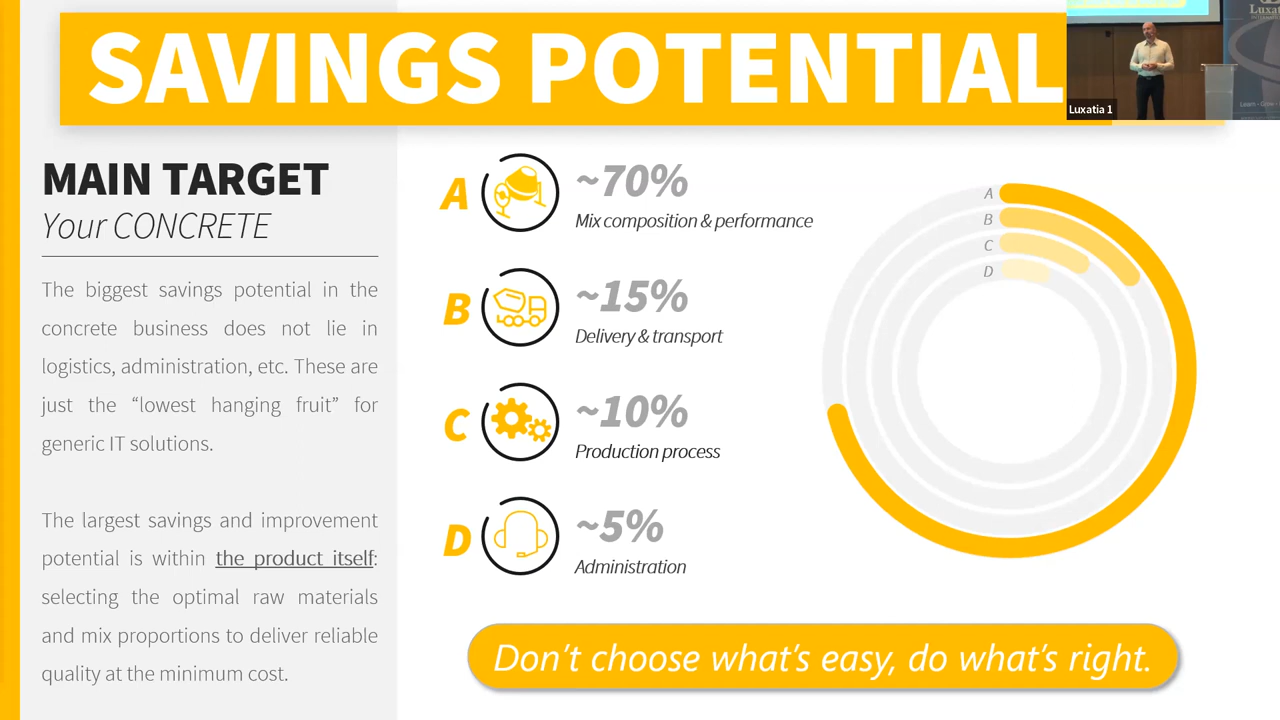 SAVINGS POTENTIAL
Luxatia 1
MAIN TARGET
Your CONCRETE
The biggest savings potential in the
concrete business does not lie in
logistics, administration, etc. These are
just the “lowest hanging fruit” for
generic IT solutions.
The largest savings and improvement
potential is within the product itself:
selecting the optimal raw materials
and mix proportions to deliver reliable
quality at the minimum cost.
A
~70%
Mix composition & performance
B
~15%
Delivery & transport
C
~10%
Production process
D
~5%
Administration
A
B
C
D
Don’t choose what’s easy, do what’s right.